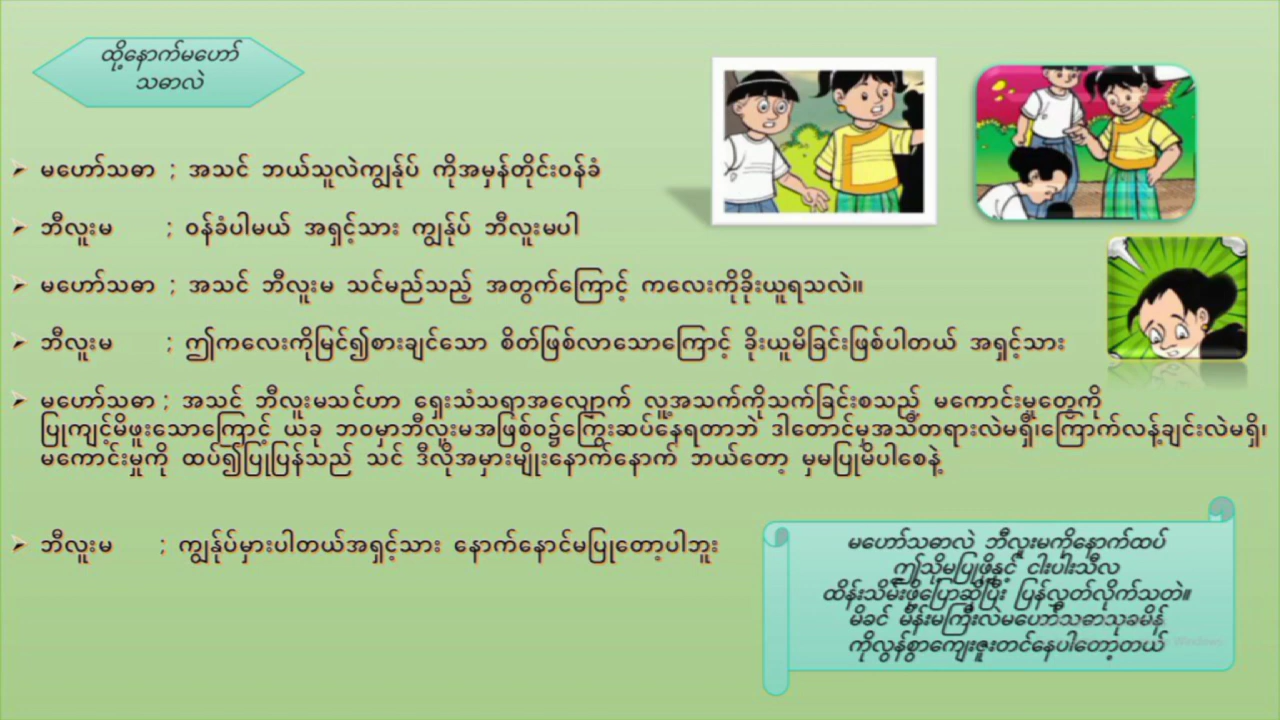 ထို့နောက်မဟော်
သဓာလဲ
မဟော်သဓာ ; အသင် ဘယ်သူလဲကျွန်ုပ် ကိုအမှန်တိုင်းဝန်ခံ
ဘီလူးမ ; ဝန်ခံပါမယ် အရှင့်သား ကျွန်ုပ် ဘီလူးမပါ
မဟော်သဓာ ; အသင် ဘီလူးမ သင်မည်သည့် အတွက်ကြောင့် ကလေးကိုခိုးယူရသလဲ။
ဘီလူးမ ; ဤကလေးကိုမြင်၍စားချင်သော စိတ်ဖြစ်လာသောကြောင့် ခိုးယူမိခြင်းဖြစ်ပါတယ် အရှင့်သား
မဟော်သဓာ ; အသင် ဘီလူးမသင်ဟာ ရှေးသံသရာအလျှောက် လူ့အသက်ကိုသက်ခြင်းစသည့် မကောင်းမှုတွေကို
ပြုကျင့်မိဖူးသောကြောင့် ယခု ဘဝမှာဘီလူးမအဖြစ်ဝ၌ကြွေးဆပ်နေရတာဘဲ ဒါတောင်မှအသိတရားလဲမရှိ၊ကြောက်လန့်ချင်းလဲမရှိ၊
မကောင်းမှုကို ထပ်၍ပြုပြန်သည် သင် ဒီလိုအမှားမျိုးနောက်နောက် ဘယ်တော့ မှမပြုမိပါစေနဲ့
ဘီလူးမ ; ကျွန်ုပ်မှားပါတယ်အရှင့်သား နောက်နောင်မပြုတော့ပါဘူး
မဟော်သဓာလဲ ဘီလူးမကိုနောက်ထပ်
ဤသို့မပြုဖို့နှင့် ငါးပါးသီလ
ထိန်းသိမ်းဖို့ပြောဆိုပြီး ပြန်လွှတ်လိုက်သတဲ။
မိခင် မိန်းမကြီးလဲမဟော်သဓာသုခမိန်
ကိုလွန်စွာကျေးဇူးတင်နေပါတော့တယ်